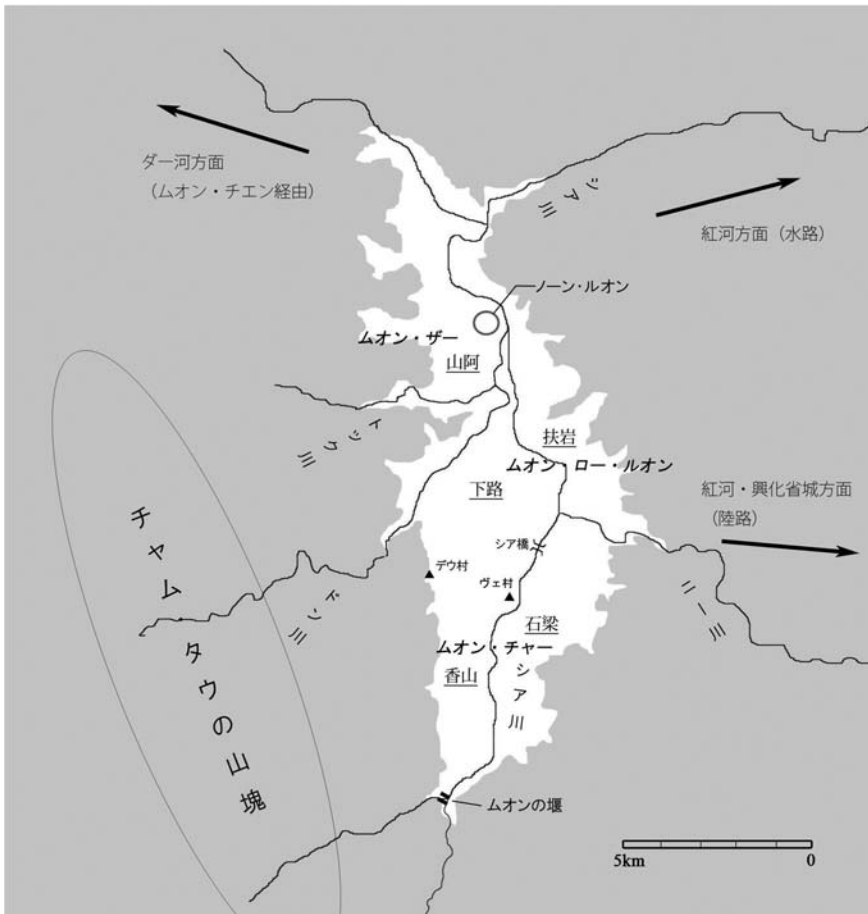 ダー河方面
（ムオン・チエン経由）
シア川
紅河方面（水路）
ノーン・ルオン
ムオン・ザー
山阿
トック川
扶岩
ムオン・ロー・ルオン
下路
紅河・興化省城方面
（陸路）
シア橋
デウ村
ヴェ村
ニー川
ドン川
石梁
ムオン・チャー
香山
シア川
チャム
タウの山塊
ムオンの堰
5km 0